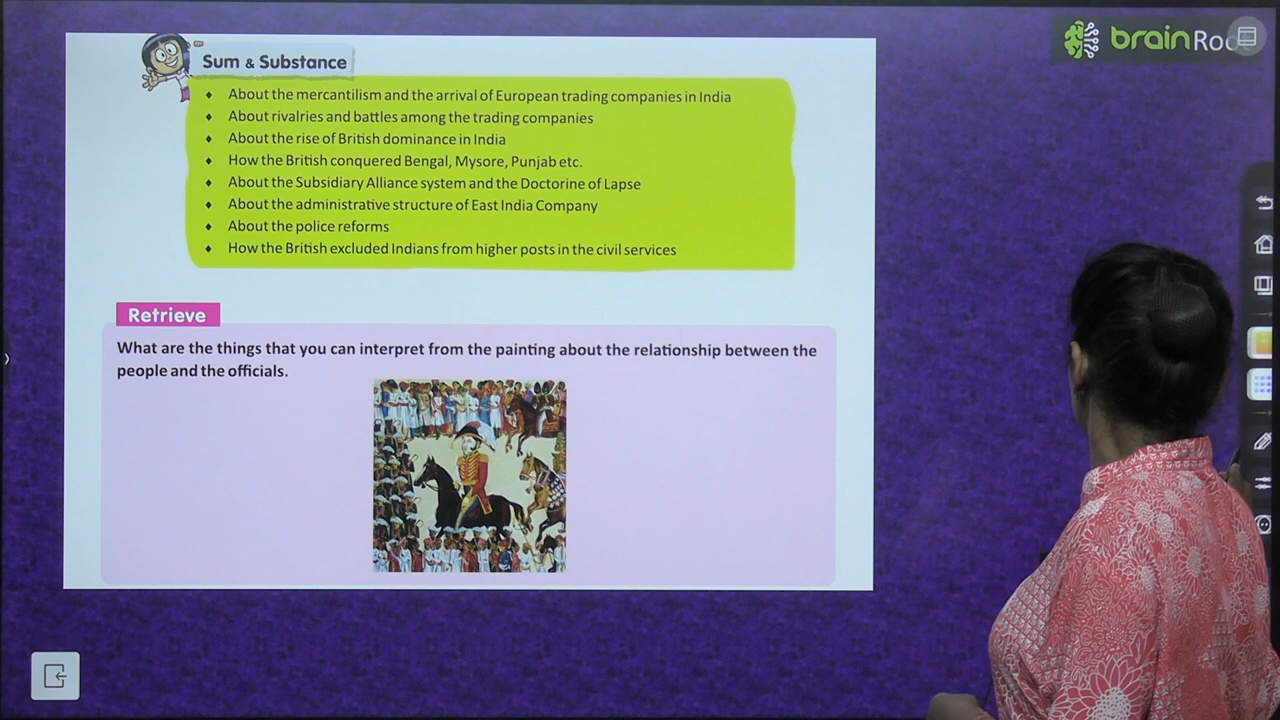 brainRoot
Sum & Substance
♦ About the mercantilism and the arrival of European trading companies in India
♦ About rivalries and battles among the trading companies
♦ About the rise of British dominance in India
♦ How the British conquered Bengal, Mysore, Punjab etc.
♦ About the Subsidiary Alliance system and the Doctorine of Lapse
♦ About the administrative structure of East India Company
♦ About the police reforms
♦ How the British excluded Indians from higher posts in the civil services
Retrieve
What are the things that you can interpret from the painting about the relationship between the
people and the officials.